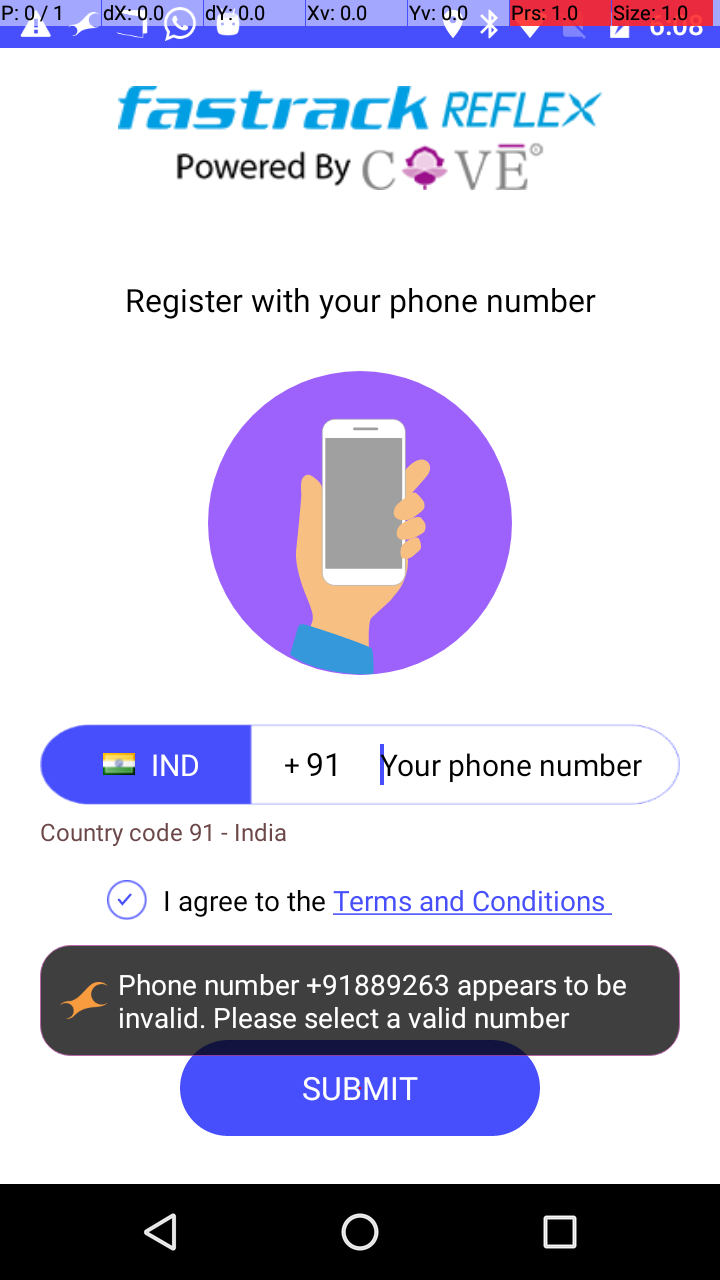 P: 0 / 1 dX: 0.0 dY: 0.0 Xv: 0.0 Yv: 0.0 Prs: 1.0 Size: 1.0
6:08
fastrack REFLEX
Powered By COVE®
Register with your phone number
IND + 91 Your phone number
Country code 91 - India
I agree to the Terms and Conditions
Phone number +91889263 appears to be
invalid. Please select a valid number
SUBMIT